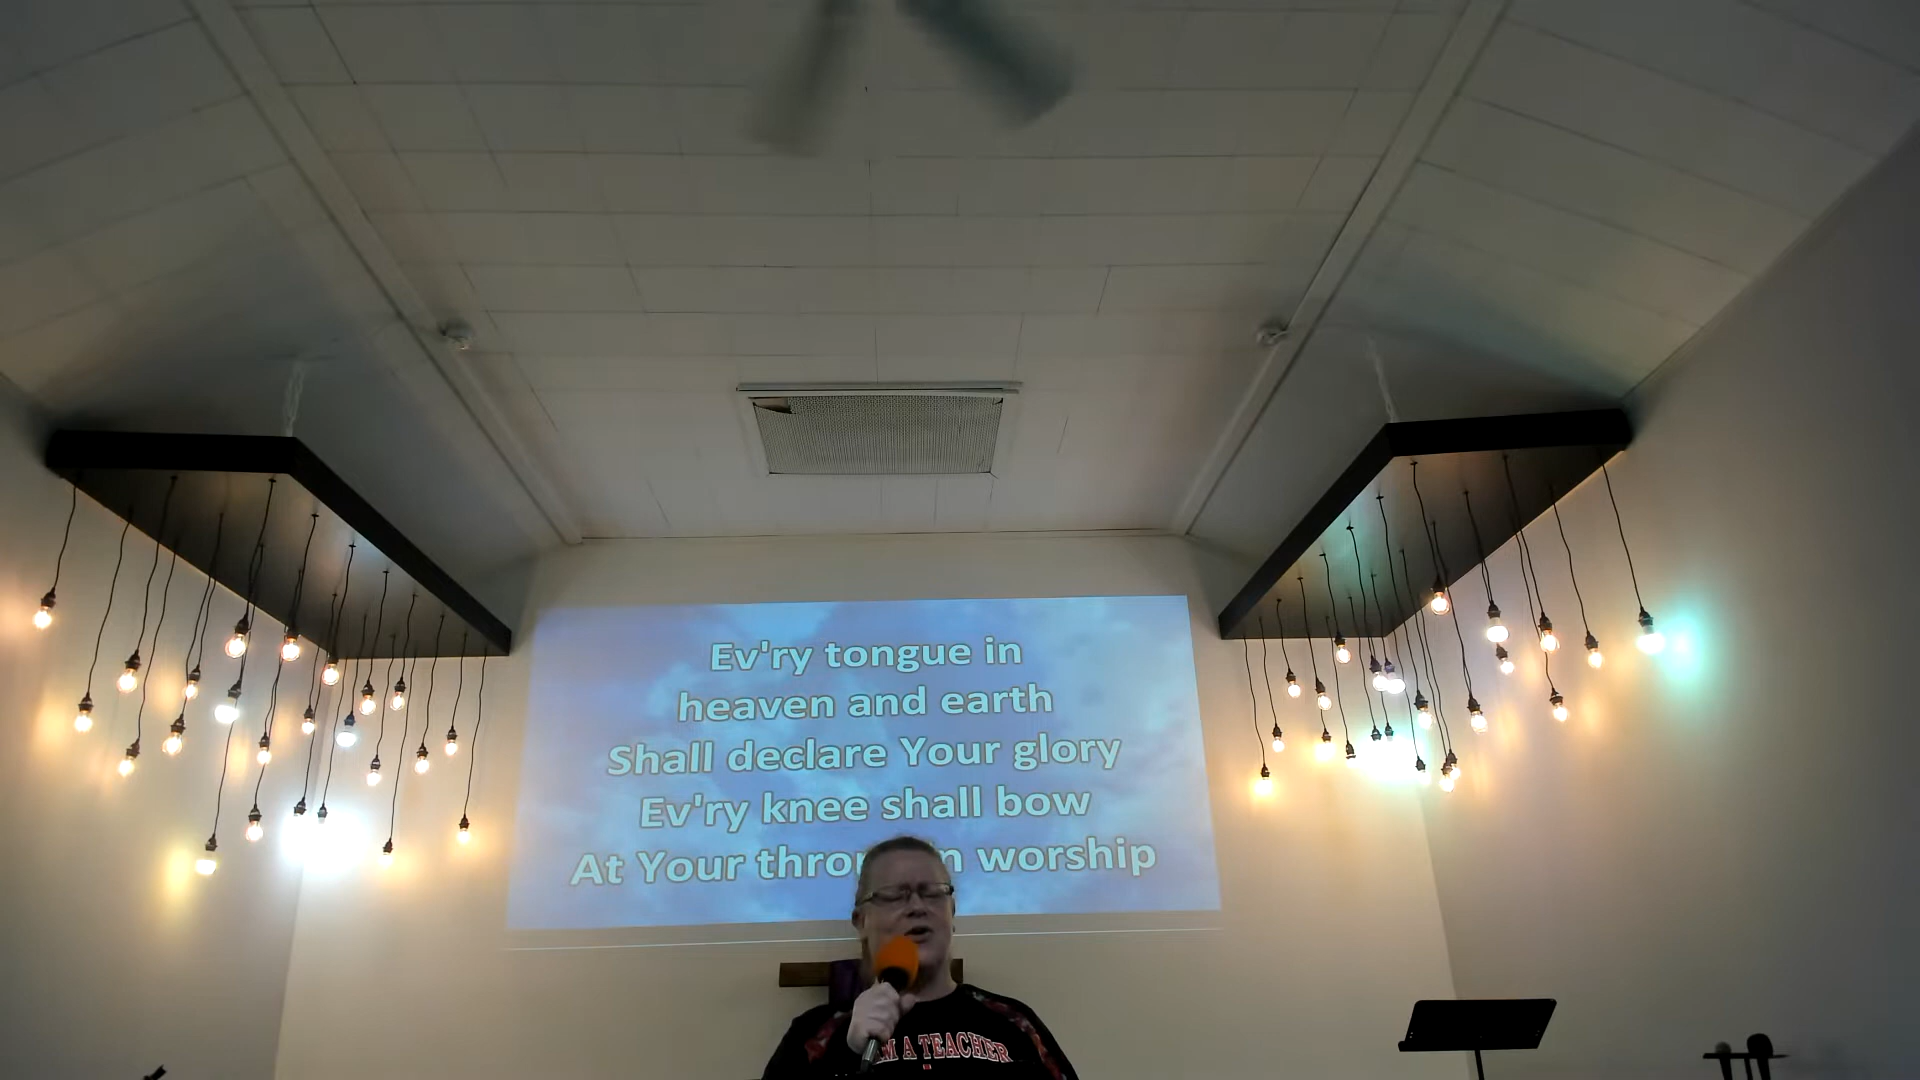 Ev'ry tongue in
heaven and earth
Shall declare Your glory
Ev'ry knee shall bow
At Your worship
A TEACHER